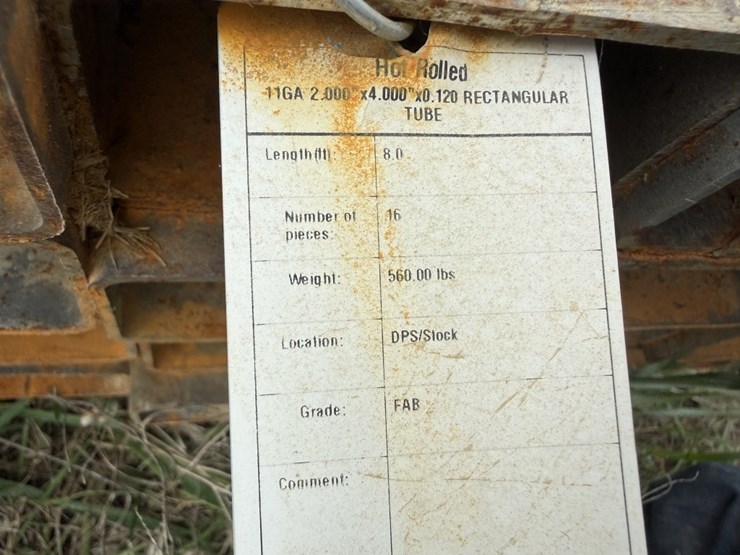 Hot Rolled
11GA 2.000"x4.000"x0.120 RECTANGULAR
TUBE
Length(ft): 8.0
Number of 16
pieces:
Weight: 560.00 lbs
Location: DPS/Stock
Grade: FAB
Comment: